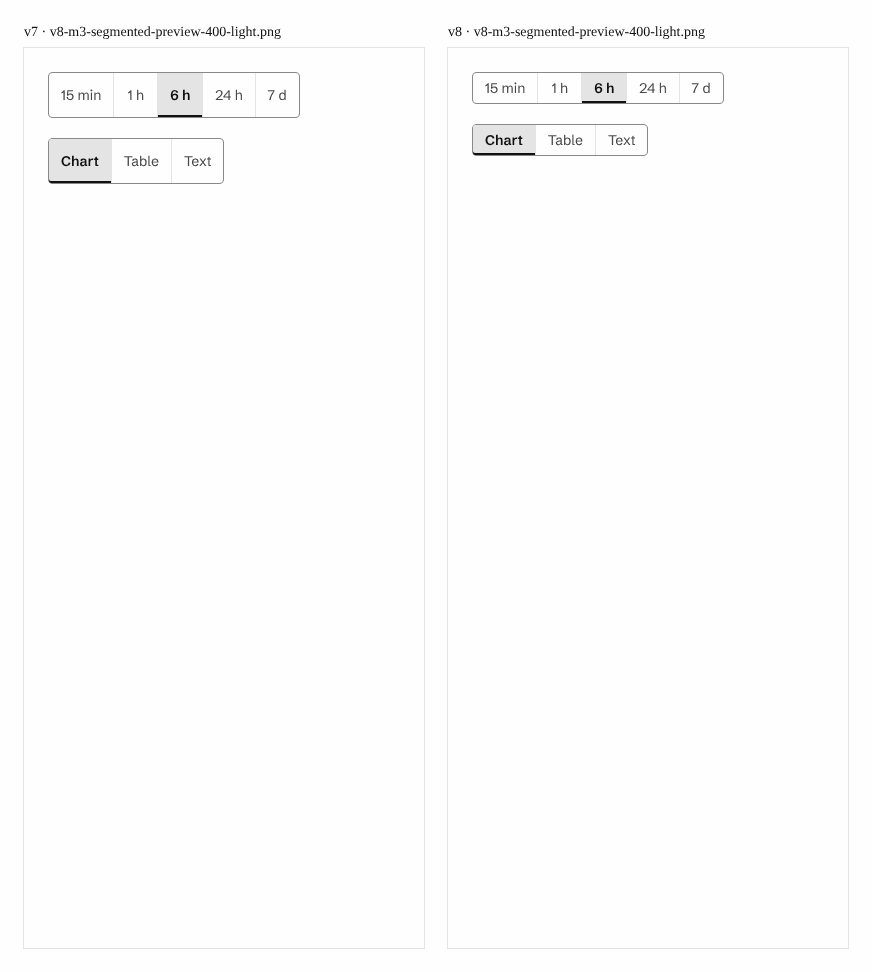 v7 · v8-m3-segmented-preview-400-light.png
15 min 1 h 6 h 24 h 7 d
Chart Table Text
v8 · v8-m3-segmented-preview-400-light.png
15 min 1 h 6 h 24 h 7 d
Chart Table Text